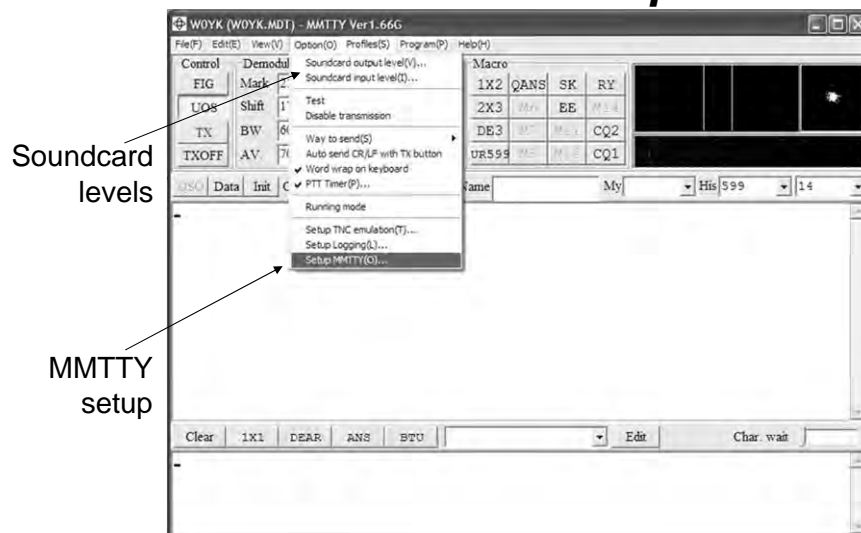 W0YK (W0YK.MDT) - MMTTY Ver1.66G
File(F) Edit(E) View(V) Option(O) Profiles(S) Program(P) Help(H)
Control
FIG
UOS
TX
TXOFF
Mark
Shift
BW
AV.
Soundcard output level(V)...
Soundcard input level(I)...
Test
Disable transmission
Way to send(S)
Auto send CR/LF with TX button
Word wrap on keyboard
PTT Timer(P)...
Running mode
Setup TNC emulation(T)...
Setup Logging(L)...
Setup MMTTY(O)...
Macro
1X2 QANS SK RY
2X3 EE
DE3 CQ2
UR599 CQ1
Data Init
Name My His 599 14
Soundcard
levels
MMTTY
setup
Clear 1X1 DEAR ANS BTU Edit Char. wait